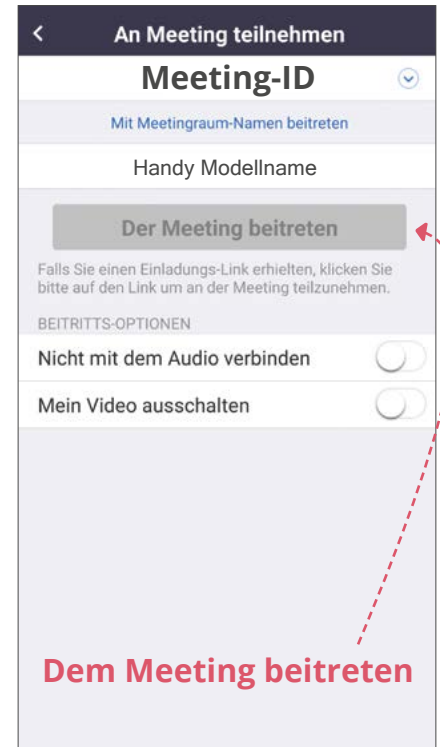 An Meeting teilnehmen
Meeting-ID
Mit Meetingraum-Namen beitreten
Handy Modellname
Der Meeting beitreten
Falls Sie einen Einladungs-Link erhielten, klicken Sie
bitte auf den Link um an der Meeting teilzunehmen.
BEITRITTS-OPTIONEN
Nicht mit dem Audio verbinden
Mein Video ausschalten
Dem Meeting beitreten